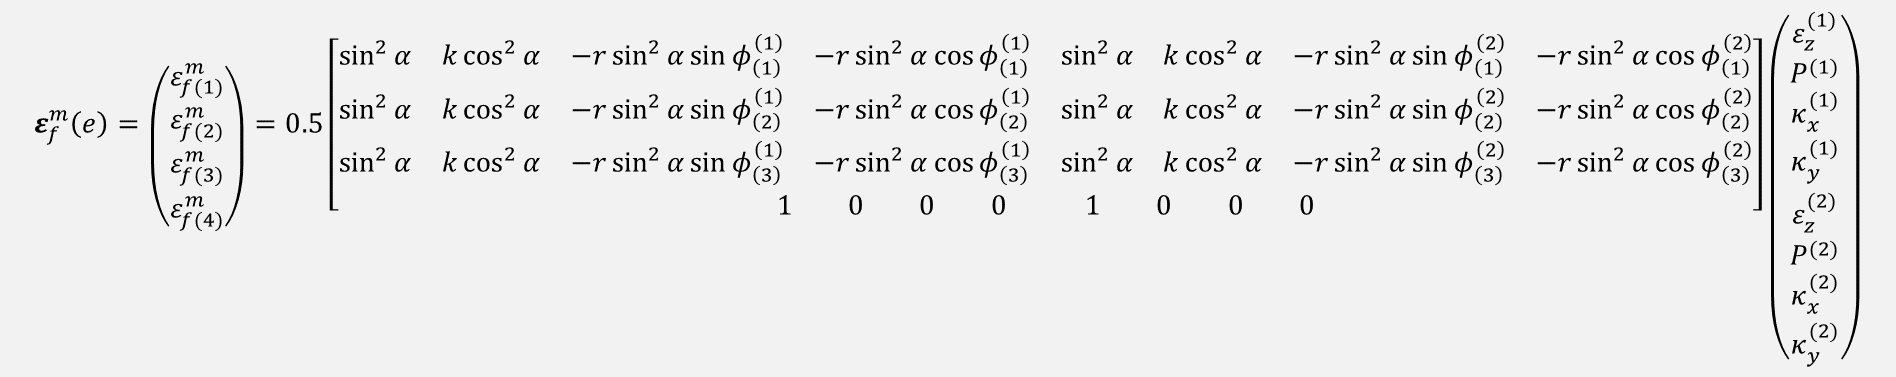 𝜺_f^m(e) = (ε_{f(1)}^m ε_{f(2)}^m ε_{f(3)}^m ε_{f(4)}^m) = 0.5
[sin² α k cos² α −r sin² α sin ϕ_{(1)}^{(1)} −r sin² α cos ϕ_{(1)}^{(1)} sin² α k cos² α −r sin² α sin ϕ_{(1)}^{(2)} −r sin² α cos ϕ_{(1)}^{(2)}
sin² α k cos² α −r sin² α sin ϕ_{(2)}^{(1)} −r sin² α cos ϕ_{(2)}^{(1)} sin² α k cos² α −r sin² α sin ϕ_{(2)}^{(2)} −r sin² α cos ϕ_{(2)}^{(2)}
sin² α k cos² α −r sin² α sin ϕ_{(3)}^{(1)} −r sin² α cos ϕ_{(3)}^{(1)} sin² α k cos² α −r sin² α sin ϕ_{(3)}^{(2)} −r sin² α cos ϕ_{(3)}^{(2)}
1 0 0 0 1 0 0 0]
(ε_z^{(1)}
P^{(1)}
κ_x^{(1)}
κ_y^{(1)}
ε_z^{(2)}
P^{(2)}
κ_x^{(2)}
κ_y^{(2)})